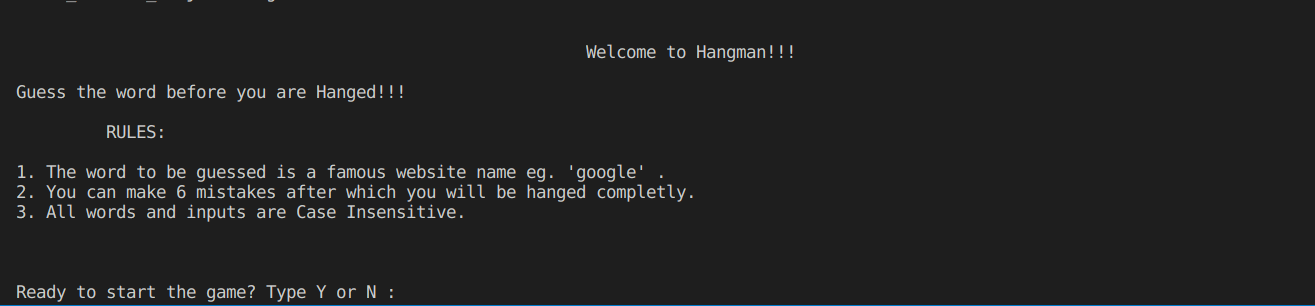 Welcome to Hangman!!!
Guess the word before you are Hanged!!!
RULES:
1. The word to be guessed is a famous website name eg. 'google' .
2. You can make 6 mistakes after which you will be hanged completly.
3. All words and inputs are Case Insensitive.
Ready to start the game? Type Y or N :